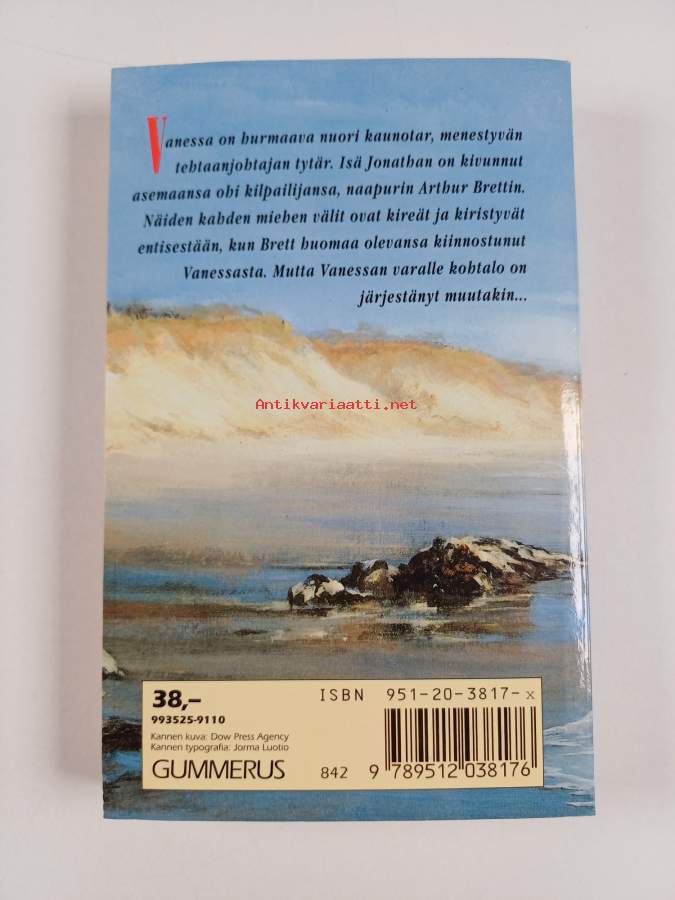 Vanessa on hurmaava nuori kaunotar, menestyvän
tehtaanjohtajan tytär. Isä Jonathan on kivunnut
asemaansa ohi kilpailijansa, naapurin Arthur Brettin.
Näiden kahden miehen välit ovat kireät ja kiristyvät
entisestään, kun Brett huomaa olevansa kiinnostunut
Vanessasta. Mutta Vanessan varalle kohtalo on
järjestänyt muutakin...
Antikvariaatti.net
38,–
993525-9110
Kannen kuva: Dow Press Agency
Kannen typografia: Jorma Luotio
GUMMERUS
ISBN 951-20-3817-x
842 9 789512 038176